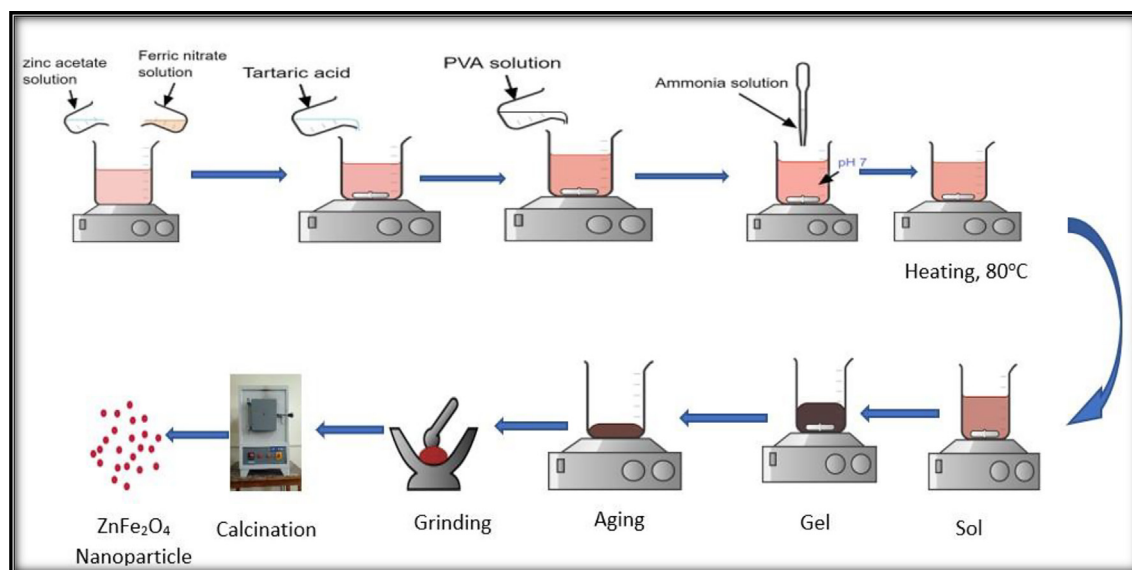 zinc acetate
solution
Ferric nitrate
solution
Tartaric acid
PVA solution
Ammonia solution
pH 7
Heating, 80°C
Sol
Gel
Aging
Grinding
Calcination
ZnFe₂O₄
Nanoparticle